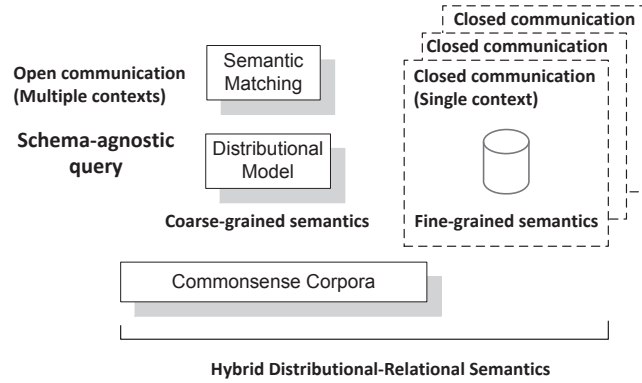 Closed communication
Closed communication
Open communication
(Multiple contexts)
Semantic
Matching
Closed communication
(Single context)
Schema-agnostic
query
Distributional
Model
Coarse-grained semantics
Fine-grained semantics
Commonsense Corpora
Hybrid Distributional-Relational Semantics